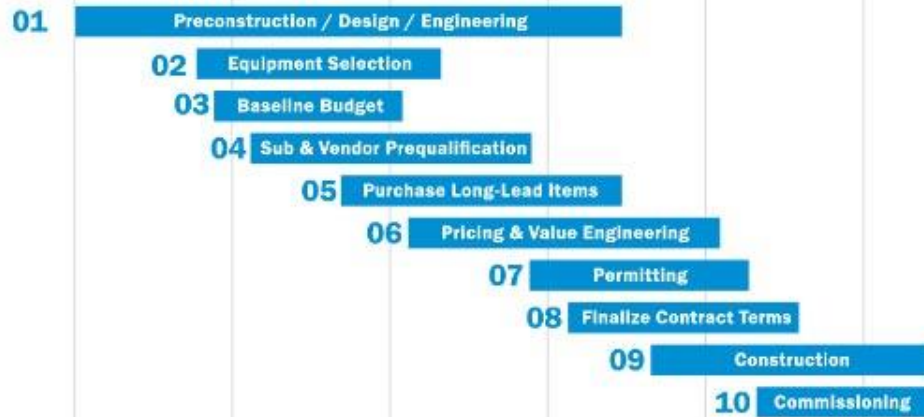 01 Preconstruction / Design / Engineering
02 Equipment Selection
03 Baseline Budget
04 Sub & Vendor Prequalification
05 Purchase Long-Lead Items
06 Pricing & Value Engineering
07 Permitting
08 Finalize Contract Terms
09 Construction
10 Commissioning